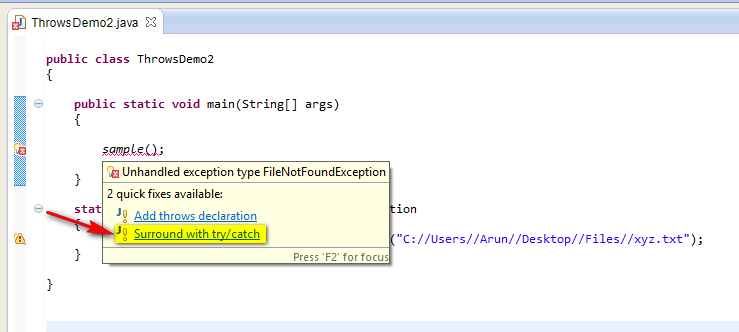 ThrowsDemo2.java
public class ThrowsDemo2
{
public static void main(String[] args)
{
sample();
Unhandled exception type FileNotFoundException
}
2 quick fixes available:
stat
Add throws declaration
tion
{
Surround with try/catch
("C://Users//Arun//Desktop//Files//xyz.txt");
}
Press 'F2' for focus
}